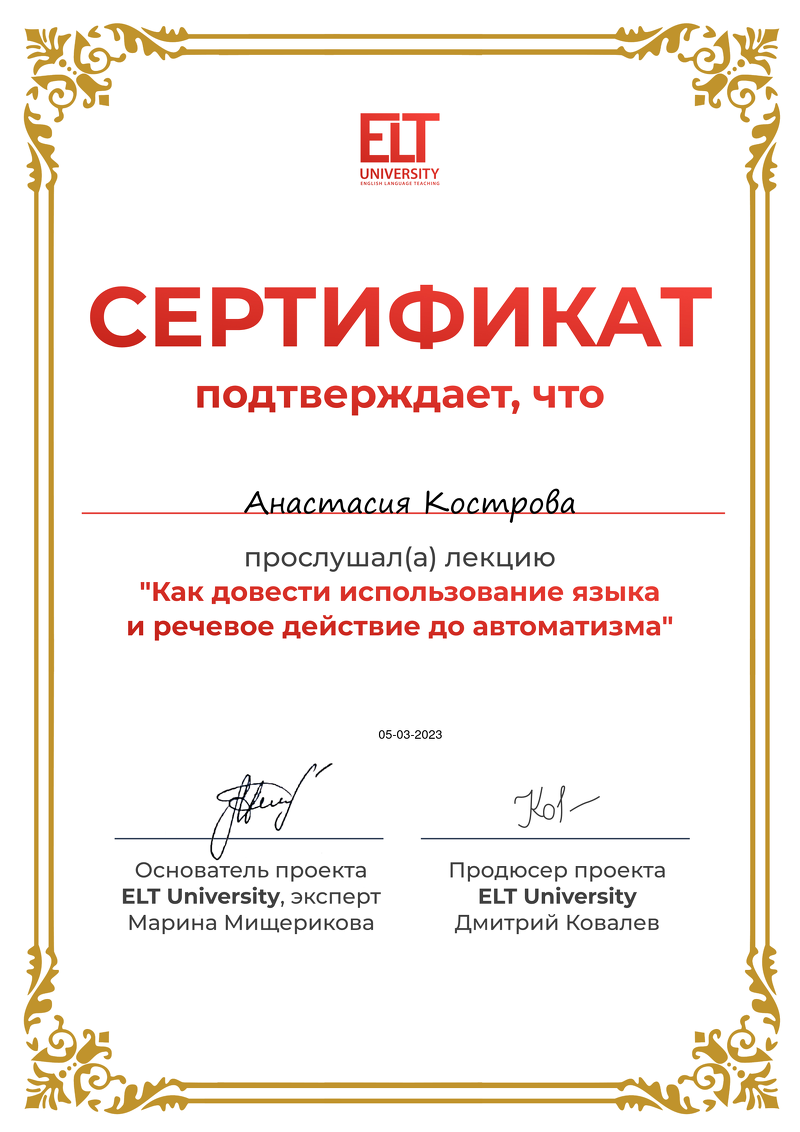 ELT
UNIVERSITY
ENGLISH LANGUAGE TEACHING
СЕРТИФИКАТ
подтверждает, что
Анастасия Кострова
прослушал(а) лекцию
"Как довести использование языка
и речевое действие до автоматизма"
05-03-2023
Основатель проекта
ELT University, эксперт
Марина Мищерикова
Продюсер проекта
ELT University
Дмитрий Ковалев